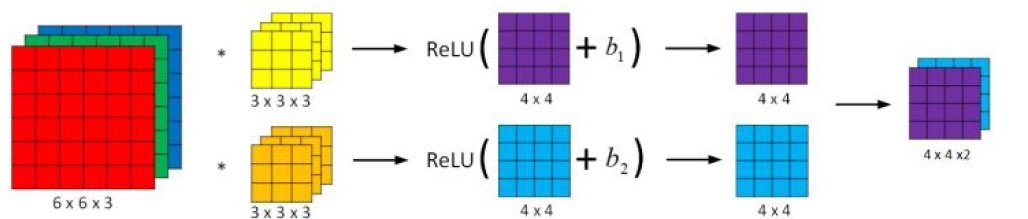 * 3 x 3 x 3 ReLU ( 4 x 4 + b₁ ) 4 x 4
6 x 6 x 3
* 3 x 3 x 3 ReLU ( 4 x 4 + b₂ ) 4 x 4
4 x 4 x2